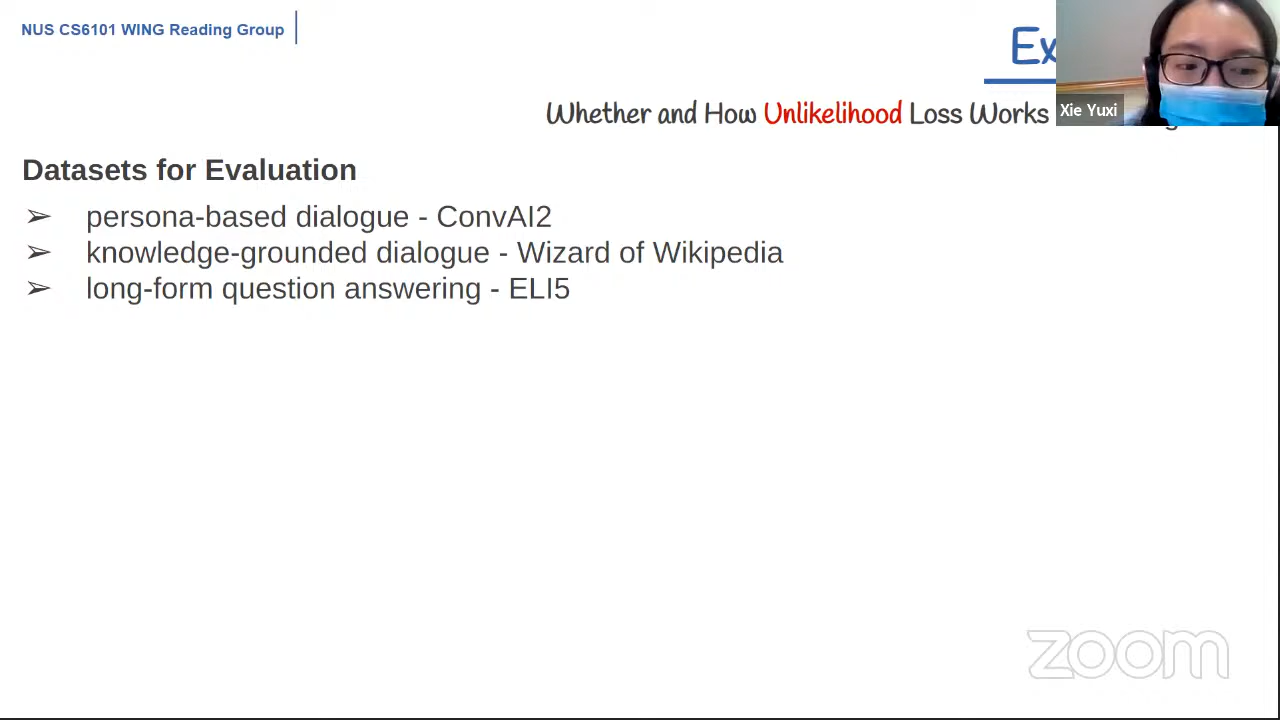 NUS CS6101 WING Reading Group
Ex
Whether and How Unlikelihood Loss Works
Xie Yuxi
Datasets for Evaluation
➢ persona-based dialogue - ConvAI2
➢ knowledge-grounded dialogue - Wizard of Wikipedia
➢ long-form question answering - ELI5
zoom